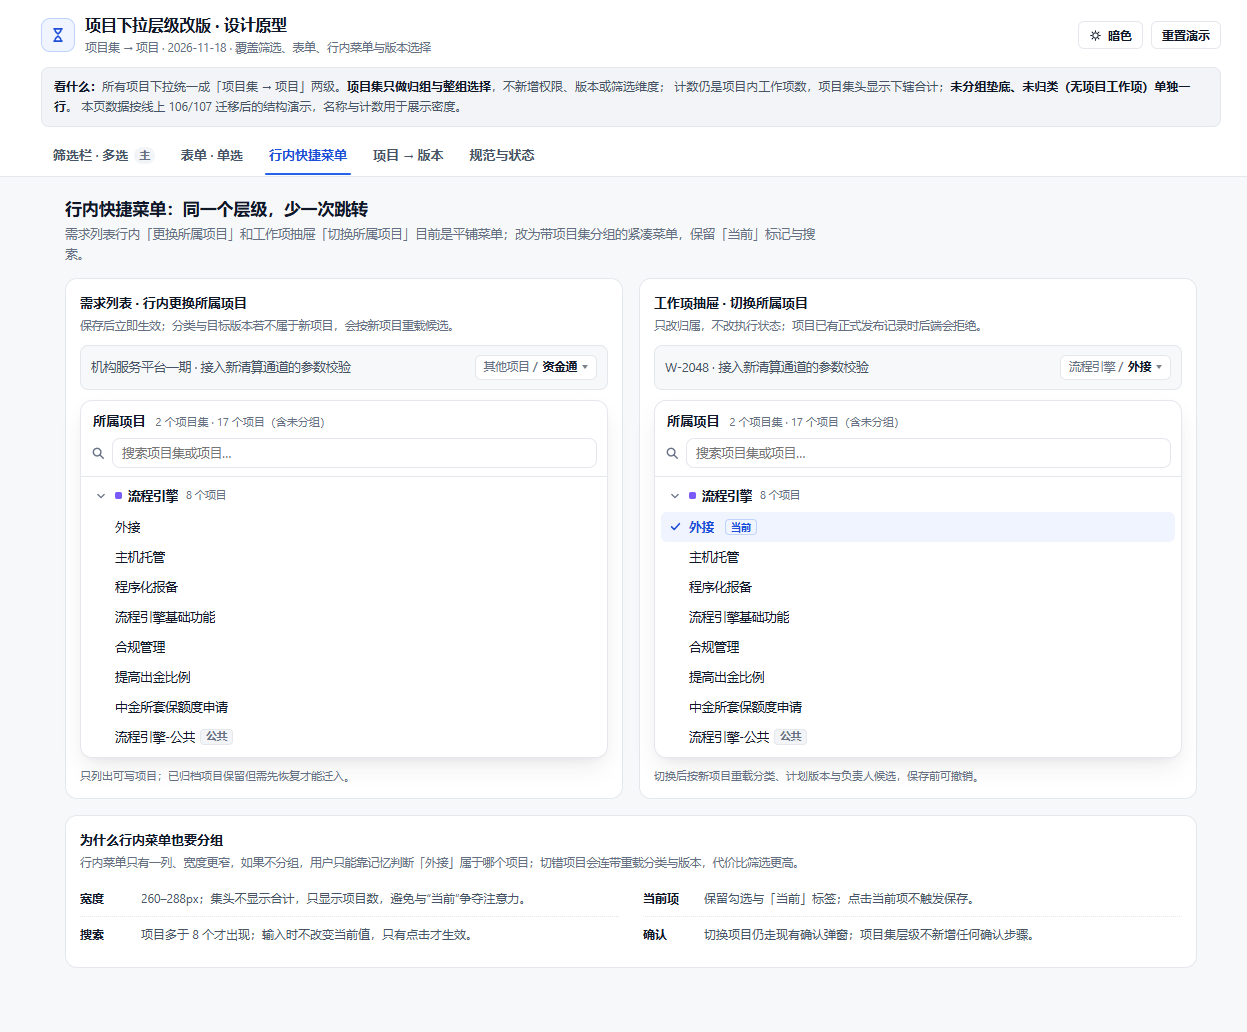 项目下拉层级改版 · 设计原型
项目集 → 项目 · 2026-11-18 · 覆盖筛选、表单、行内菜单与版本选择
暗色
重置演示
看什么：所有项目下拉统一成「项目集 → 项目」两级。项目集只做归组与整组选择，不新增权限、版本或筛选维度； 计数仍是项目内工作项数，项目集头显示下辖合计；未分组垫底、未归类（无项目工作项）单独一
行。 本页数据按线上 106/107 迁移后的结构演示，名称与计数用于展示密度。
筛选栏 · 多选 主
表单 · 单选
行内快捷菜单
项目 → 版本
规范与状态
行内快捷菜单：同一个层级，少一次跳转
需求列表行内「更换所属项目」和工作项抽屉「切换所属项目」目前是平铺菜单；改为带项目集分组的紧凑菜单，保留「当前」标记与搜
索。
需求列表 · 行内更换所属项目
保存后立即生效；分类与目标版本若不属于新项目，会按新项目重载候选。
机构服务平台一期 · 接入新清算通道的参数校验
其他项目 / 资金通
所属项目 2 个项目集 · 17 个项目（含未分组）
搜索项目集或项目...
流程引擎 8 个项目
外接
主机托管
程序化报备
流程引擎基础功能
合规管理
提高出金比例
中金所套保额度申请
流程引擎-公共 公共
只列出可写项目；已归档项目保留但需先恢复才能迁入。
工作项抽屉 · 切换所属项目
只改归属，不改执行状态；项目已有正式发布记录时后端会拒绝。
W-2048 · 接入新清算通道的参数校验
流程引擎 / 外接
所属项目 2 个项目集 · 17 个项目（含未分组）
搜索项目集或项目...
流程引擎 8 个项目
外接 当前
主机托管
程序化报备
流程引擎基础功能
合规管理
提高出金比例
中金所套保额度申请
流程引擎-公共 公共
切换后按新项目重载分类、计划版本与负责人候选，保存前可撤销。
为什么行内菜单也要分组
行内菜单只有一列、宽度更窄，如果不分组，用户只能靠记忆判断「外接」属于哪个项目；切错项目会连带重载分类与版本，代价比筛选更高。
宽度 260–288px；集头不显示合计，只显示项目数，避免与“当前”争夺注意力。
当前项 保留勾选与「当前」标签；点击当前项不触发保存。
搜索 项目多于 8 个才出现；输入时不改变当前值，只有点击才生效。
确认 切换项目仍走现有确认弹窗；项目集层级不新增任何确认步骤。